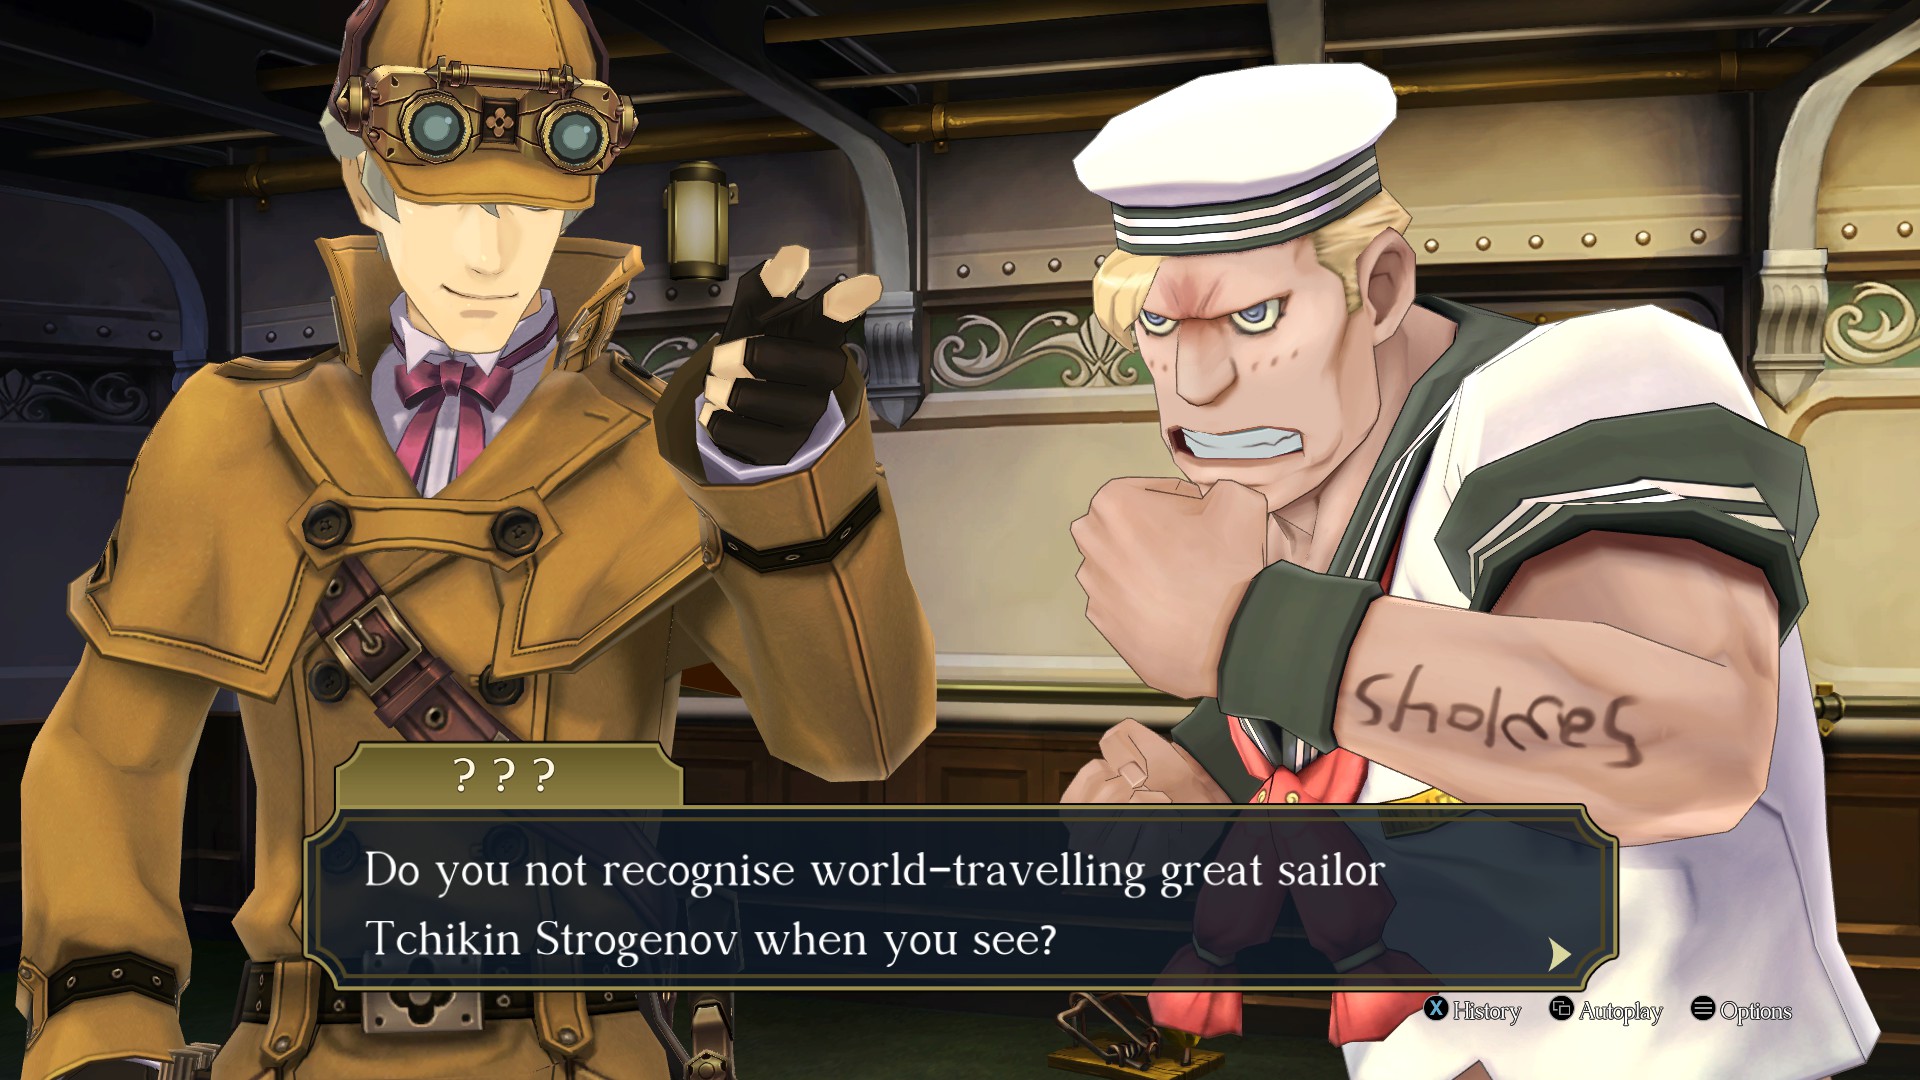 Sholmes
? ? ?
Do you not recognise world-travelling great sailor
Tchikin Strogenov when you see?
X History
Autoplay
Options